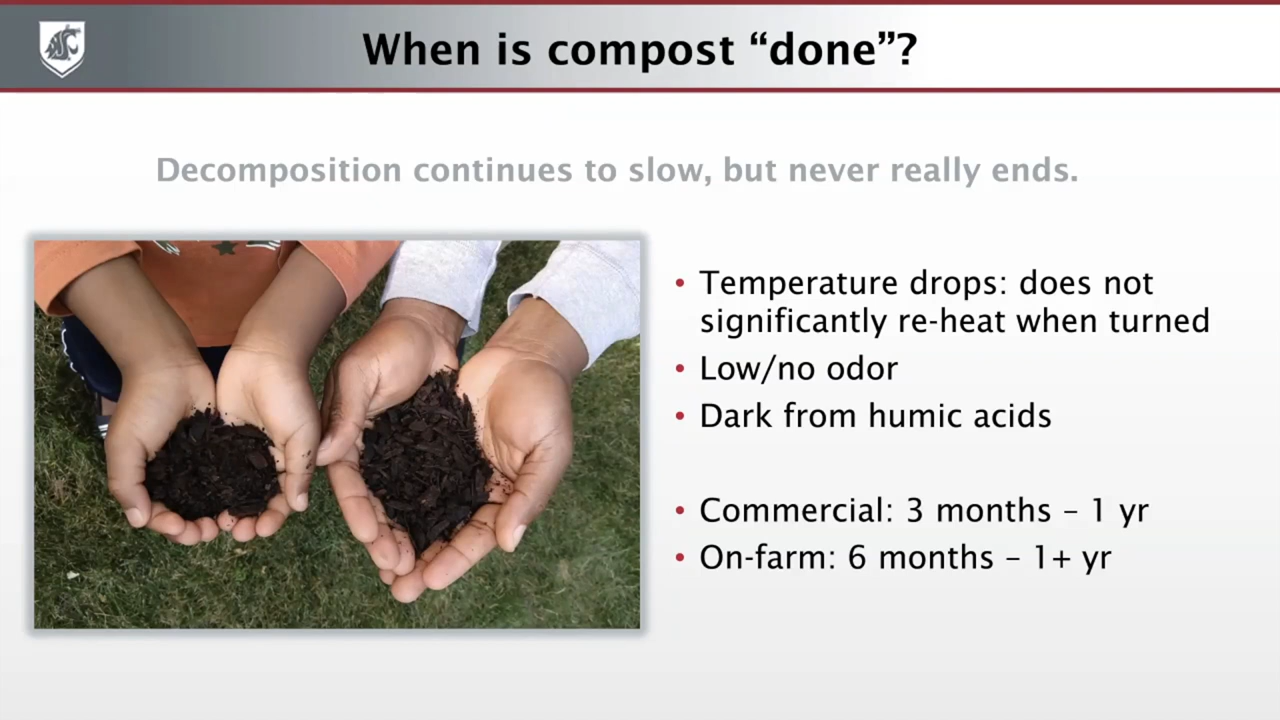 When is compost “done”?
Decomposition continues to slow, but never really ends.
• Temperature drops: does not
significantly re-heat when turned
• Low/no odor
• Dark from humic acids
• Commercial: 3 months – 1 yr
• On-farm: 6 months – 1+ yr